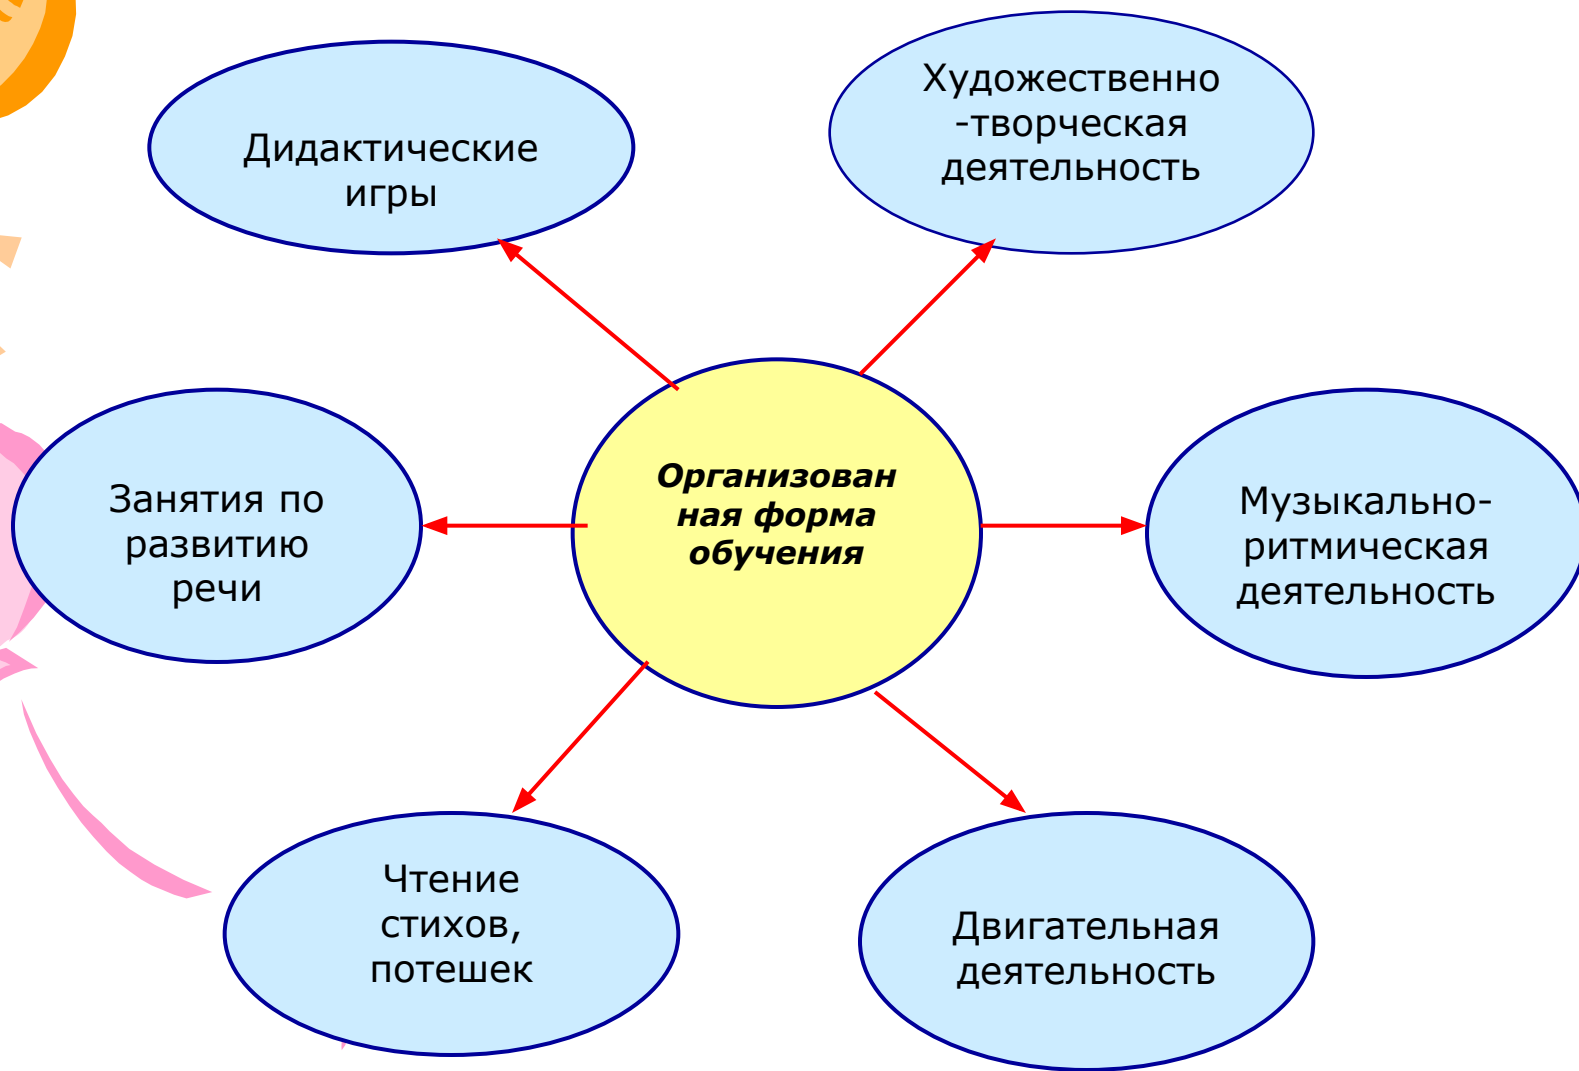 Дидактические
игры
Художественно
-творческая
деятельность
Занятия по
развитию
речи
Организован
ная форма
обучения
Музыкально-
ритмическая
деятельность
Чтение
стихов,
потешек
Двигательная
деятельность